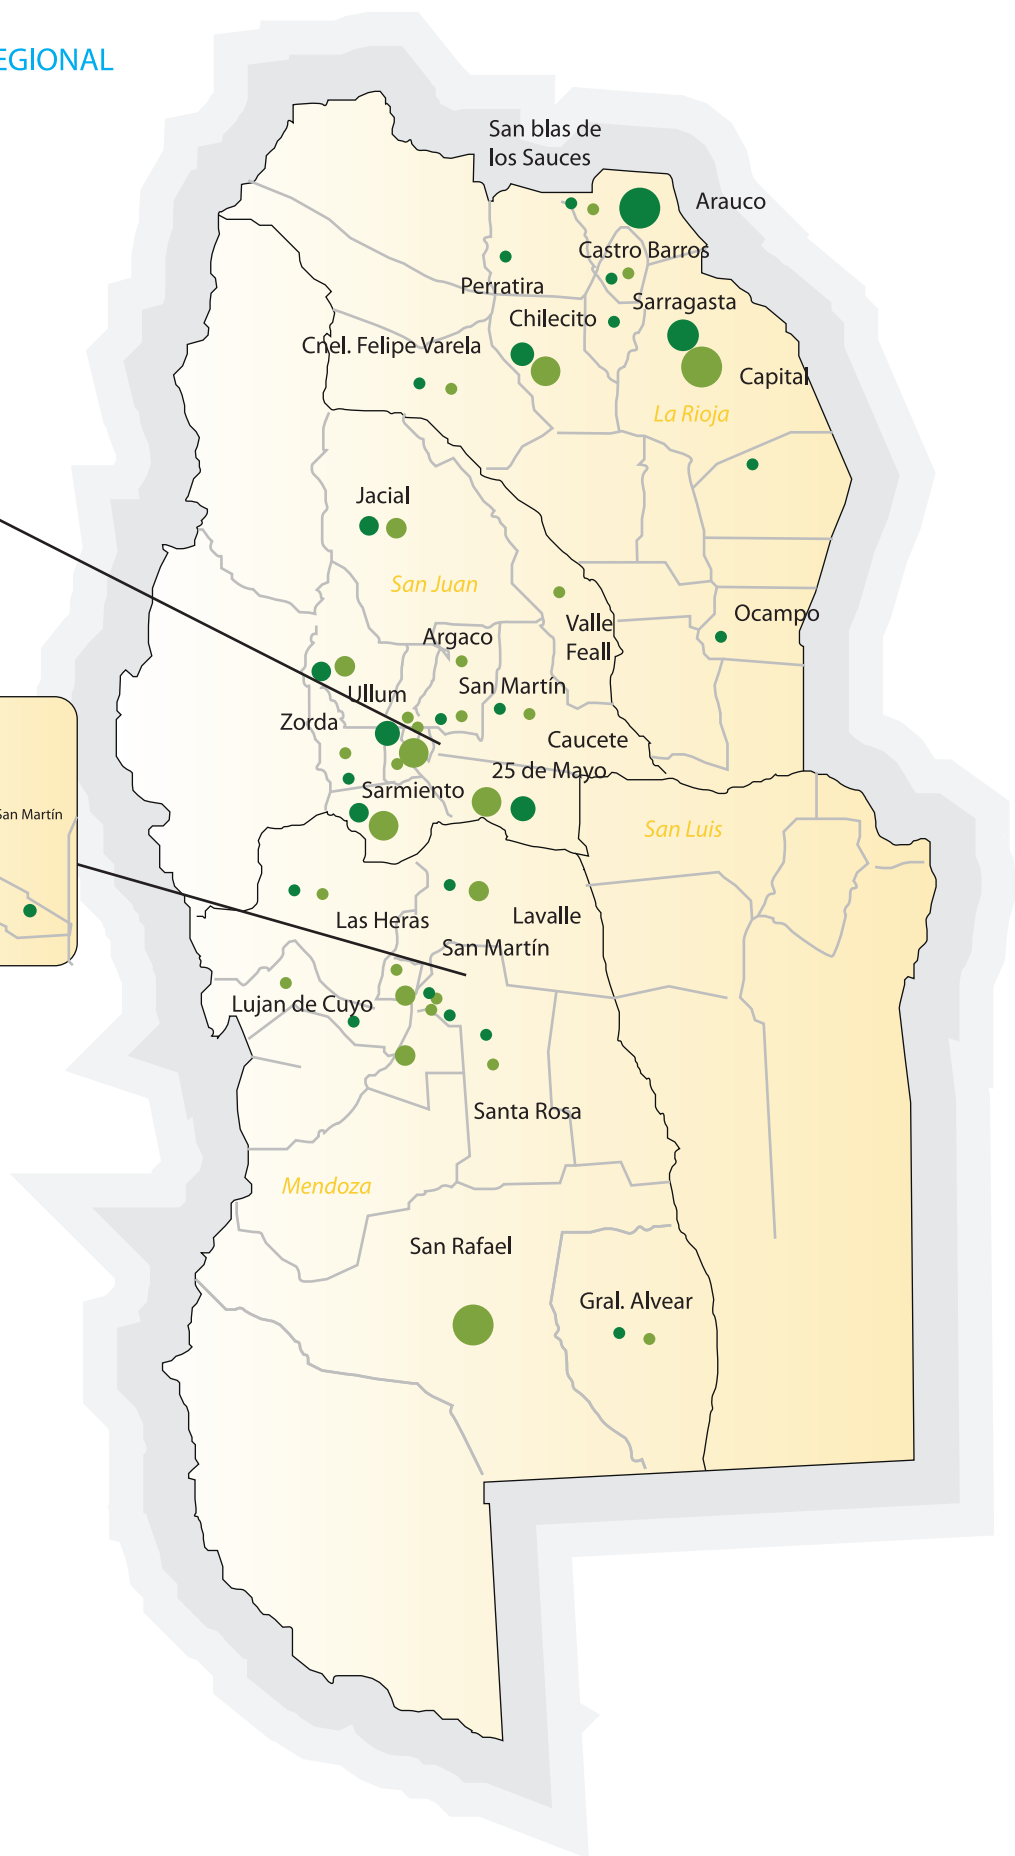 EGIONAL
San blas de
los Sauces
Arauco
Castro Barros
Perratira
Sarragasta
Chilecito
Cnel. Felipe Varela
Capital
La Rioja
Jacial
San Juan
Valle
Feall
Ocampo
Argaco
San Martín
Ullum
Zorda
Caucete
25 de Mayo
Sarmiento
San Martín
San Luis
Las Heras
Lavalle
San Martín
Lujan de Cuyo
Santa Rosa
Mendoza
San Rafael
Gral. Alvear